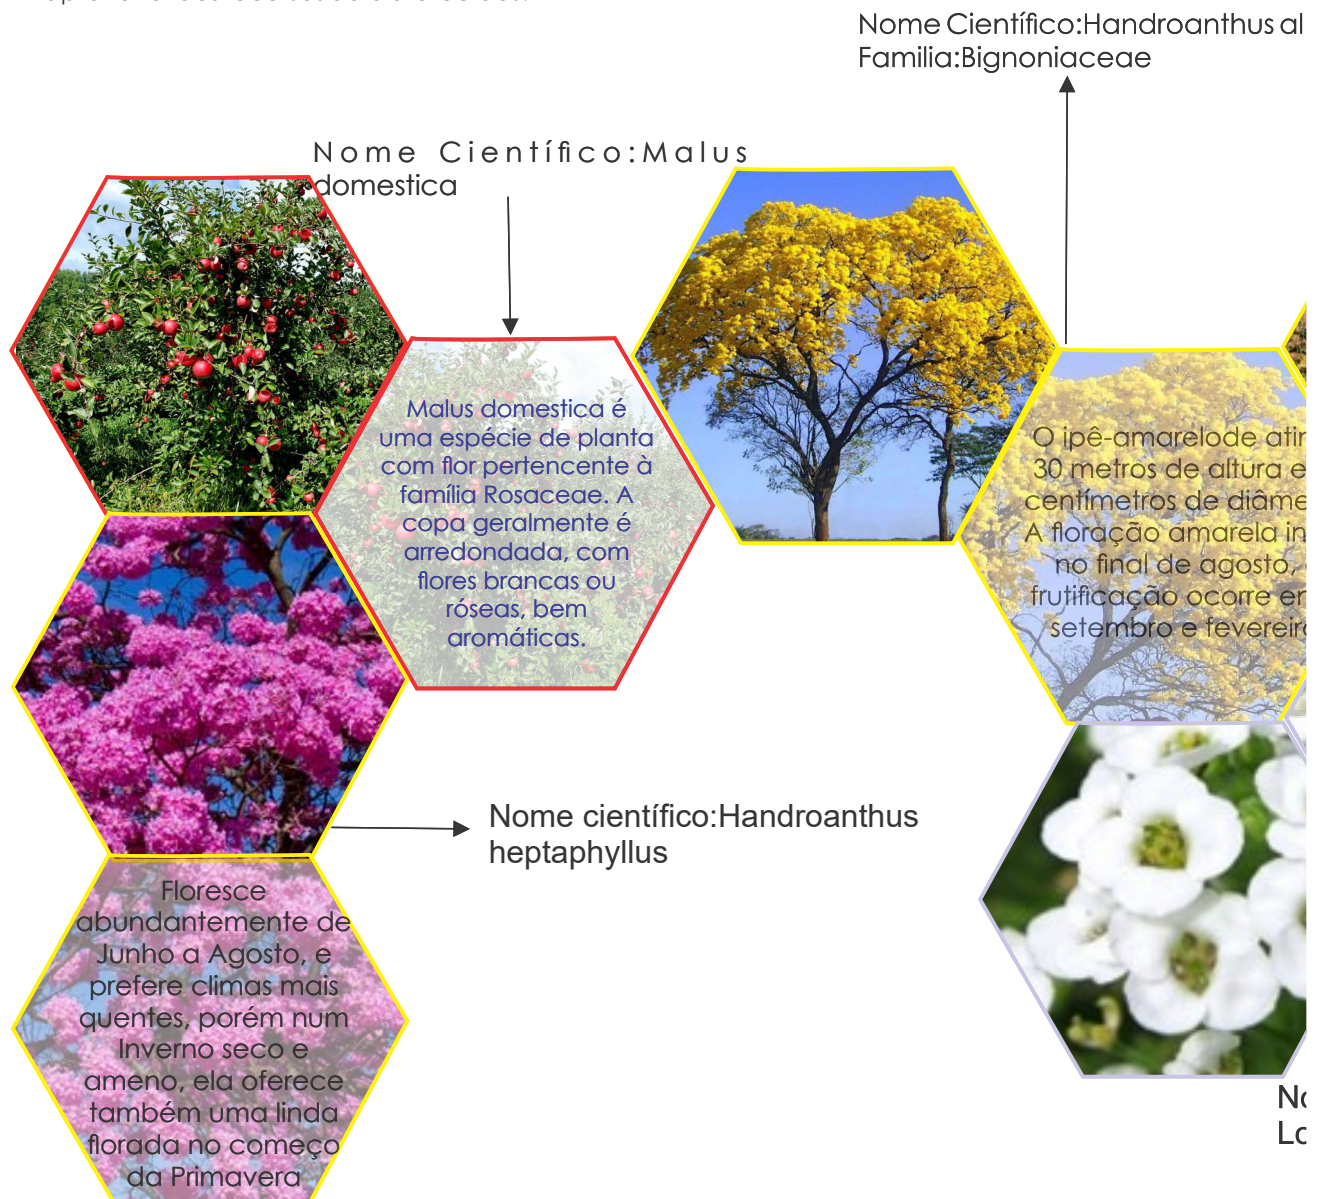 Nome Científico:Handroanthus al
Familia:Bignoniaceae
Nome Científico:Malus
domestica
Malus domestica é
uma espécie de planta
com flor pertencente à
família Rosaceae. A
copa geralmente é
arredondada, com
flores brancas ou
róseas, bem
aromáticas.
O ipê-amarelode atin
30 metros de altura e
centímetros de diâme
A floração amarela in
no final de agosto,
frutificação ocorre en
setembro e fevereiro
Nome científico:Handroanthus
heptaphyllus
Floresce
abundantemente de
Junho a Agosto, e
prefere climas mais
quentes, porém num
Inverno seco e
ameno, ela oferece
também uma linda
florada no começo
da Primavera
No
Lo